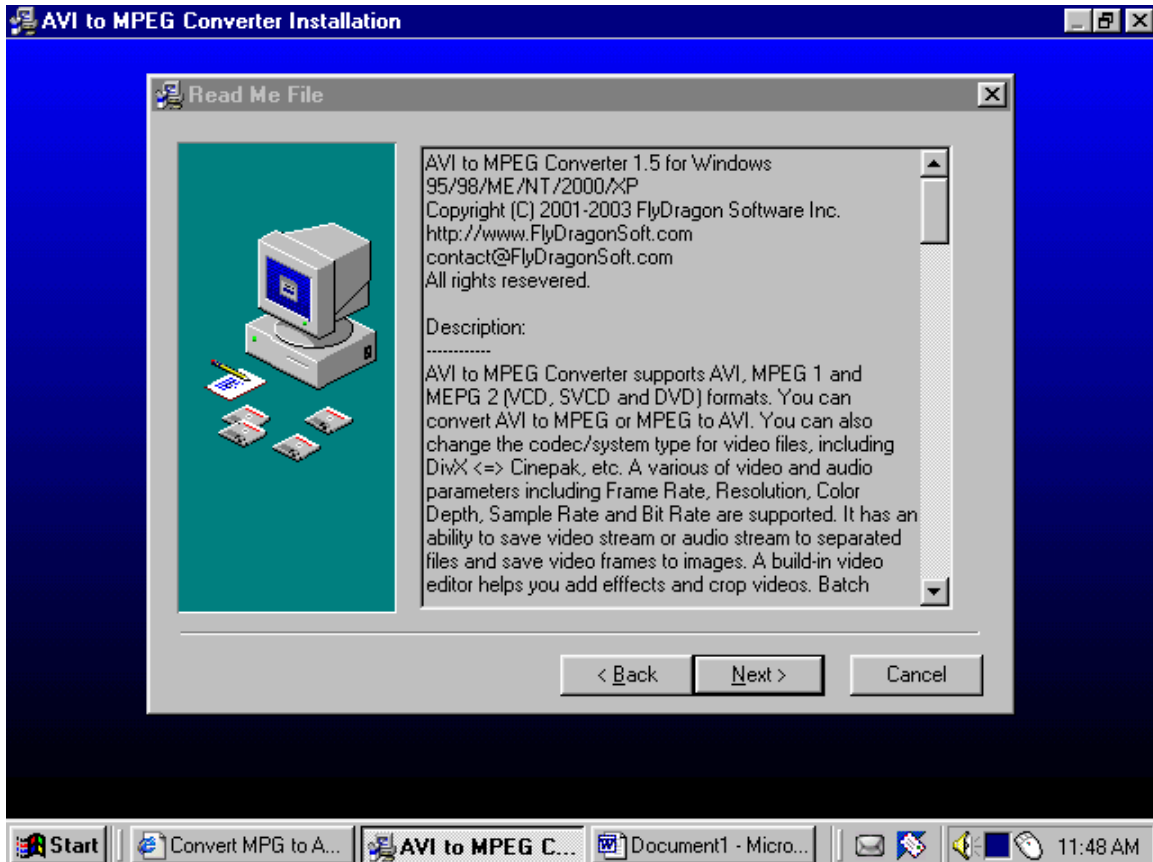 AVI to MPEG Converter Installation
Read Me File
AVI to MPEG Converter 1.5 for Windows
95/98/ME/NT/2000/XP
Copyright (C) 2001-2003 FlyDragon Software Inc.
http://www.FlyDragonSoft.com
contact@FlyDragonSoft.com
All rights resevered.
Description:
------------
AVI to MPEG Converter supports AVI, MPEG 1 and
MEPG 2 (VCD, SVCD and DVD) formats. You can
convert AVI to MPEG or MPEG to AVI. You can also
change the codec/system type for video files, including
DivX <=> Cinepak, etc. A various of video and audio
parameters including Frame Rate, Resolution, Color
Depth, Sample Rate and Bit Rate are supported. It has an
ability to save video stream or audio stream to separated
files and save video frames to images. A build-in video
editor helps you add efffects and crop videos. Batch
< Back Next > Cancel
Start Convert MPG to A... AVI to MPEG C... Document1 - Micro... 11:48 AM